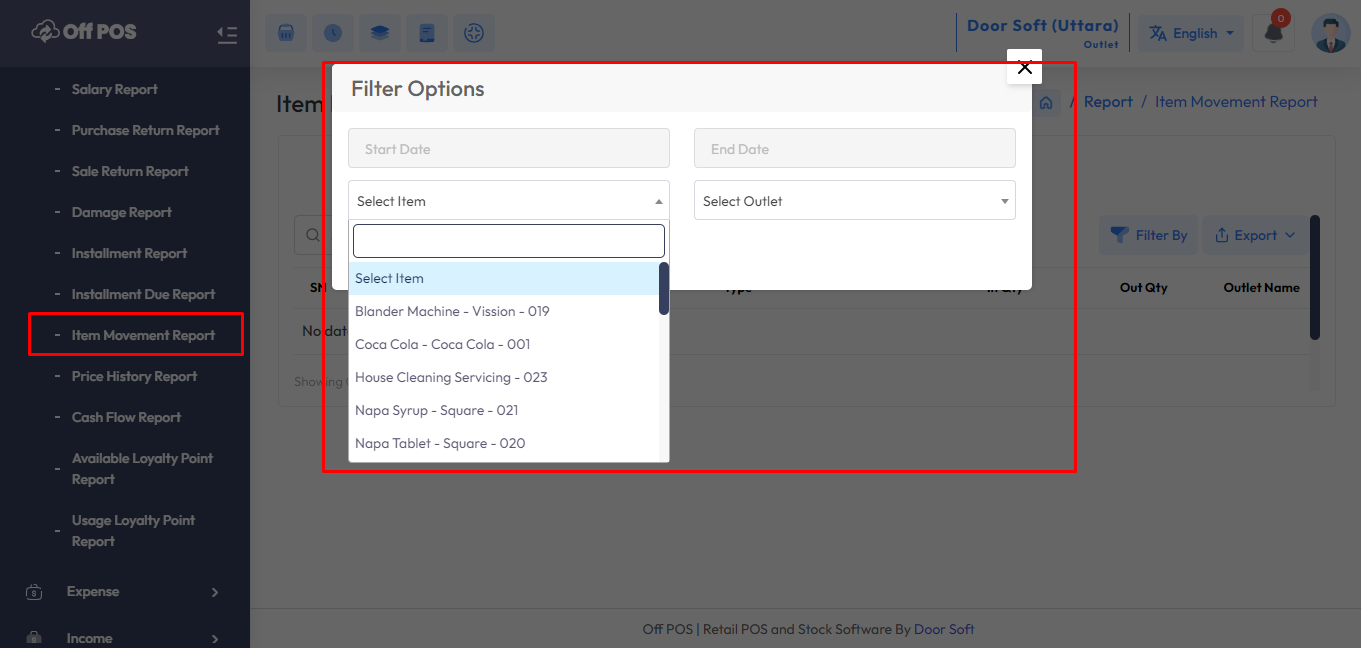 Off POS
Door Soft (Uttara)
Outlet
English
0
Salary Report
Purchase Return Report
Sale Return Report
Damage Report
Installment Report
Installment Due Report
Item Movement Report
Price History Report
Cash Flow Report
Available Loyalty Point
Report
Usage Loyalty Point
Report
Expense
Income
Item
/ Report / Item Movement Report
Filter Options
Start Date
End Date
Select Item
Select Outlet
Select Item
Blander Machine - Vission - 019
Coca Cola - Coca Cola - 001
House Cleaning Servicing - 023
Napa Syrup - Square - 021
Napa Tablet - Square - 020
Filter By
Export
SN
Type
In Qty
Out Qty
Outlet Name
No dat
Showing
Off POS | Retail POS and Stock Software By Door Soft